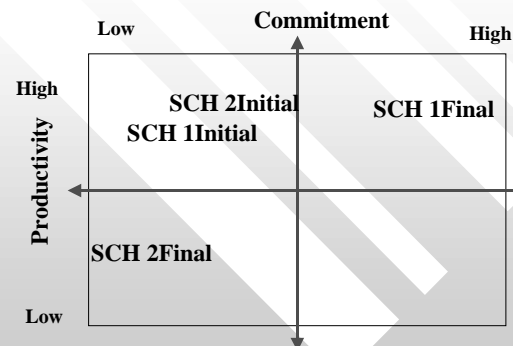 Commitment
Low
High
High
SCH 2Initial
SCH 1Final
SCH 1Initial
Productivity
SCH 2Final
Low